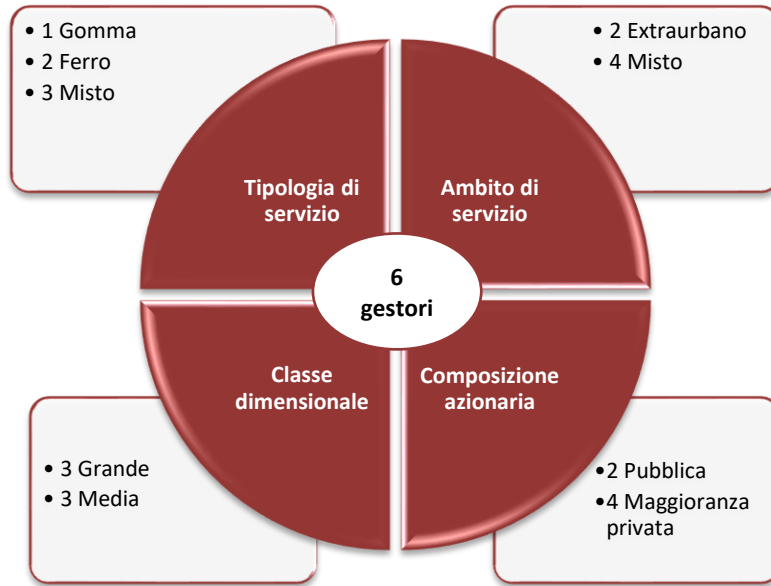 • 1 Gomma
• 2 Ferro
• 3 Misto
• 2 Extraurbano
• 4 Misto
Tipologia di
servizio
Ambito di
servizio
6
gestori
Classe
dimensionale
Composizione
azionaria
• 3 Grande
• 3 Media
•2 Pubblica
•4 Maggioranza
privata